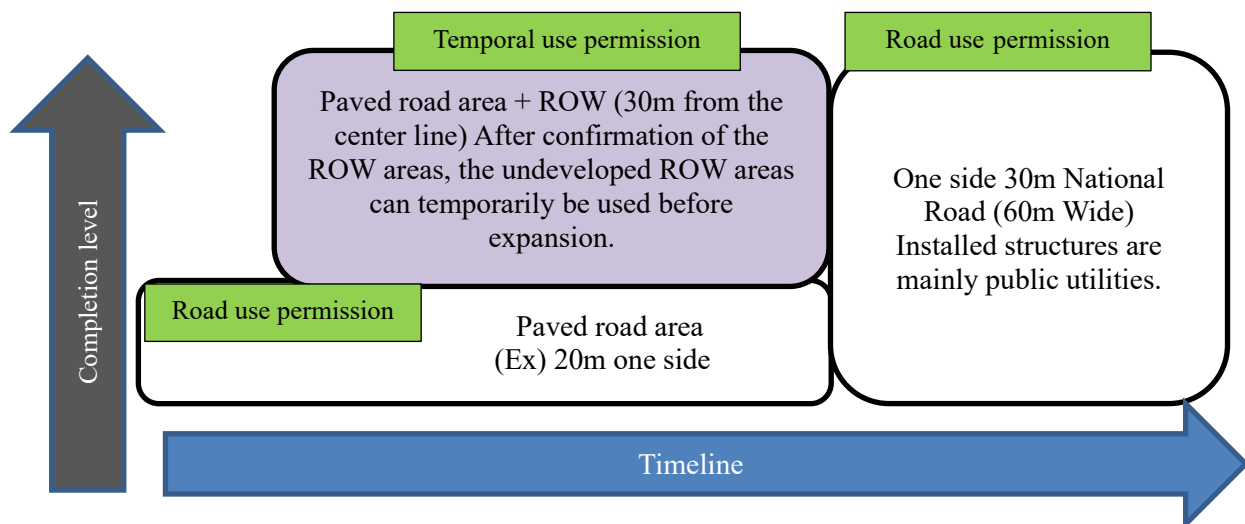 Temporal use permission
Road use permission
Paved road area + ROW (30m from the
center line) After confirmation of the
ROW areas, the undeveloped ROW areas
can temporarily be used before
expansion.
One side 30m National
Road (60m Wide)
Installed structures are
mainly public utilities.
Completion level
Road use permission
Paved road area
(Ex) 20m one side
Timeline